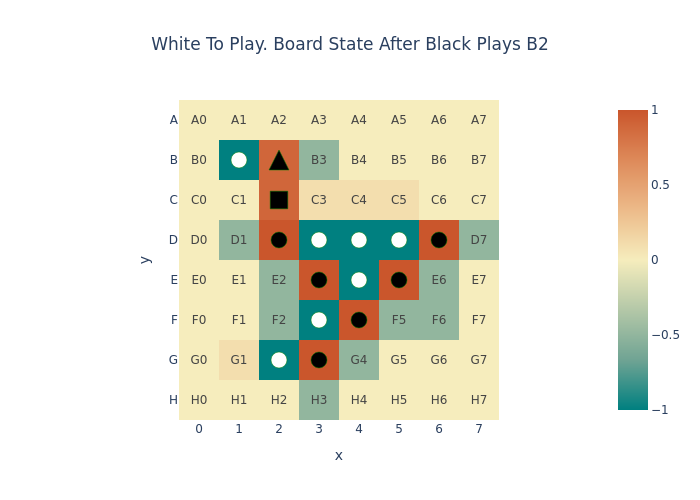 White To Play. Board State After Black Plays B2
A A0 A1 A2 A3 A4 A5 A6 A7
B B0 B3 B4 B5 B6 B7
C C0 C1 C3 C4 C5 C6 C7
D D0 D1 D7
E E0 E1 E2 E6 E7
F F0 F1 F2 F5 F6 F7
G G0 G1 G4 G5 G6 G7
H H0 H1 H2 H3 H4 H5 H6 H7
0 1 2 3 4 5 6 7
x
y
1
0.5
0
−0.5
−1